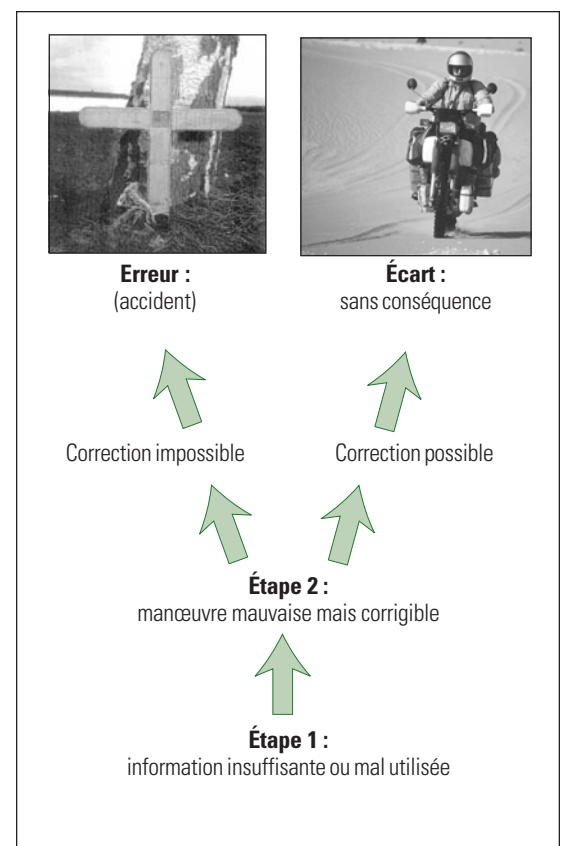 Erreur :
(accident)
Écart :
sans conséquence
Correction impossible
Correction possible
Étape 2 :
manœuvre mauvaise mais corrigible
Étape 1 :
information insuffisante ou mal utilisée